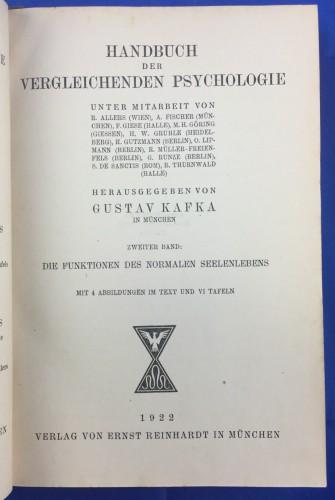 HANDBUCH
DER
VERGLEICHENDEN PSYCHOLOGIE
UNTER MITARBEIT VON
R. ALLERS (WIEN), A. FISCHER (MÜN-
CHEN), F. GIESE (HALLE), M. H. GÖRING
(GIESSEN), H. W. GRUHLE (HEIDEL-
BERG), H. GUTZMANN (BERLIN), O. LIP-
MANN (BERLIN), R. MÜLLER-FREIEN-
FELS (BERLIN), G. RUNZE (BERLIN),
S. DE SANCTIS (ROM), R. THURNWALD
(HALLE)
HERAUSGEGEBEN VON
GUSTAV KAFKA
IN MÜNCHEN
ZWEITER BAND:
DIE FUNKTIONEN DES NORMALEN SEELENLEBENS
MIT 4 ABBILDUNGEN IM TEXT UND VI TAFELN
1922
VERLAG VON ERNST REINHARDT IN MÜNCHEN